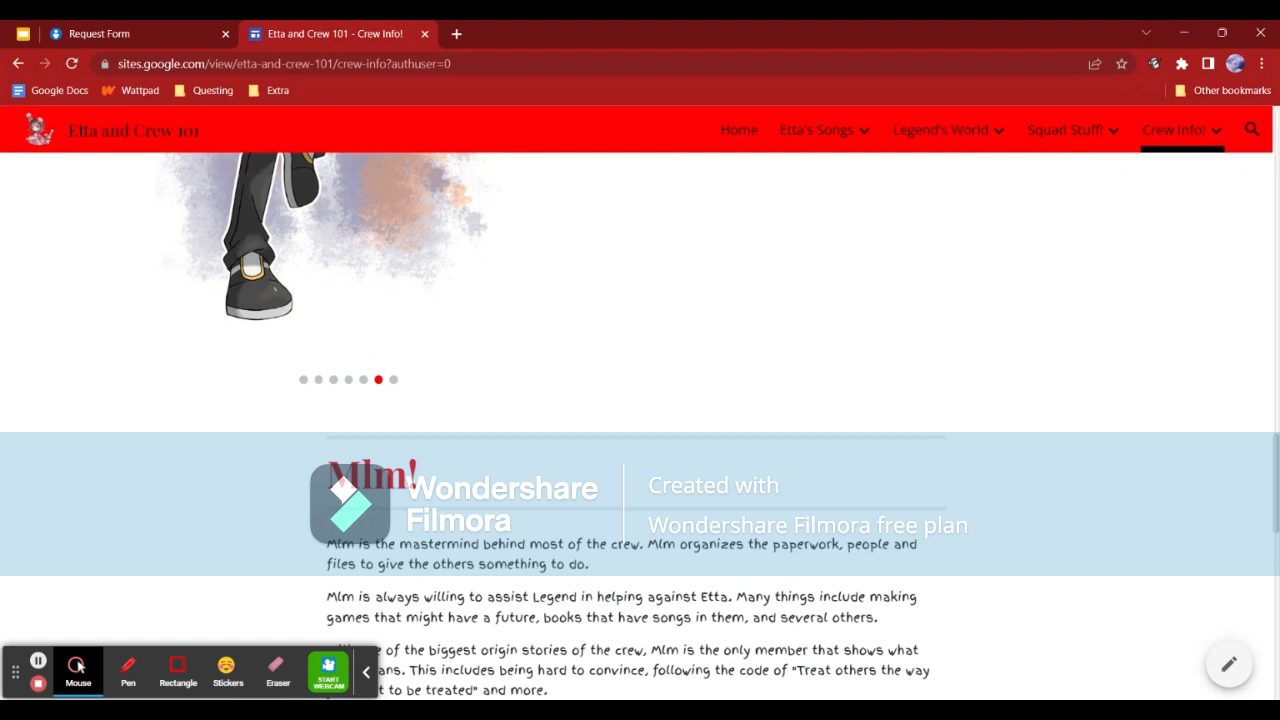 Request Form
Etta and Crew 101 - Crew Info!
sites.google.com/view/etta-and-crew-101/crew-info?authuser=0
Google Docs Wattpad Questing Extra Other bookmarks
Etta and Crew 101 Home Etta's Songs Legend's World Squad Stuff! Crew Info!
Mlm!
Wondershare
Filmora
Created with
Wondershare Filmora free plan
Mlm is the mastermind behind most of the crew. Mlm organizes the paperwork, people and
files to give the others something to do.
Mlm is always willing to assist Legend in helping against Etta. Many things include making
games that might have a future, books that have songs in them, and several others.
of the biggest origin stories of the crew, Mlm is the only member that shows what
This includes being hard to convince, following the code of "Treat others the way
to be treated" and more.
Mouse Pen Rectangle Stickers Eraser START
WEBCAM